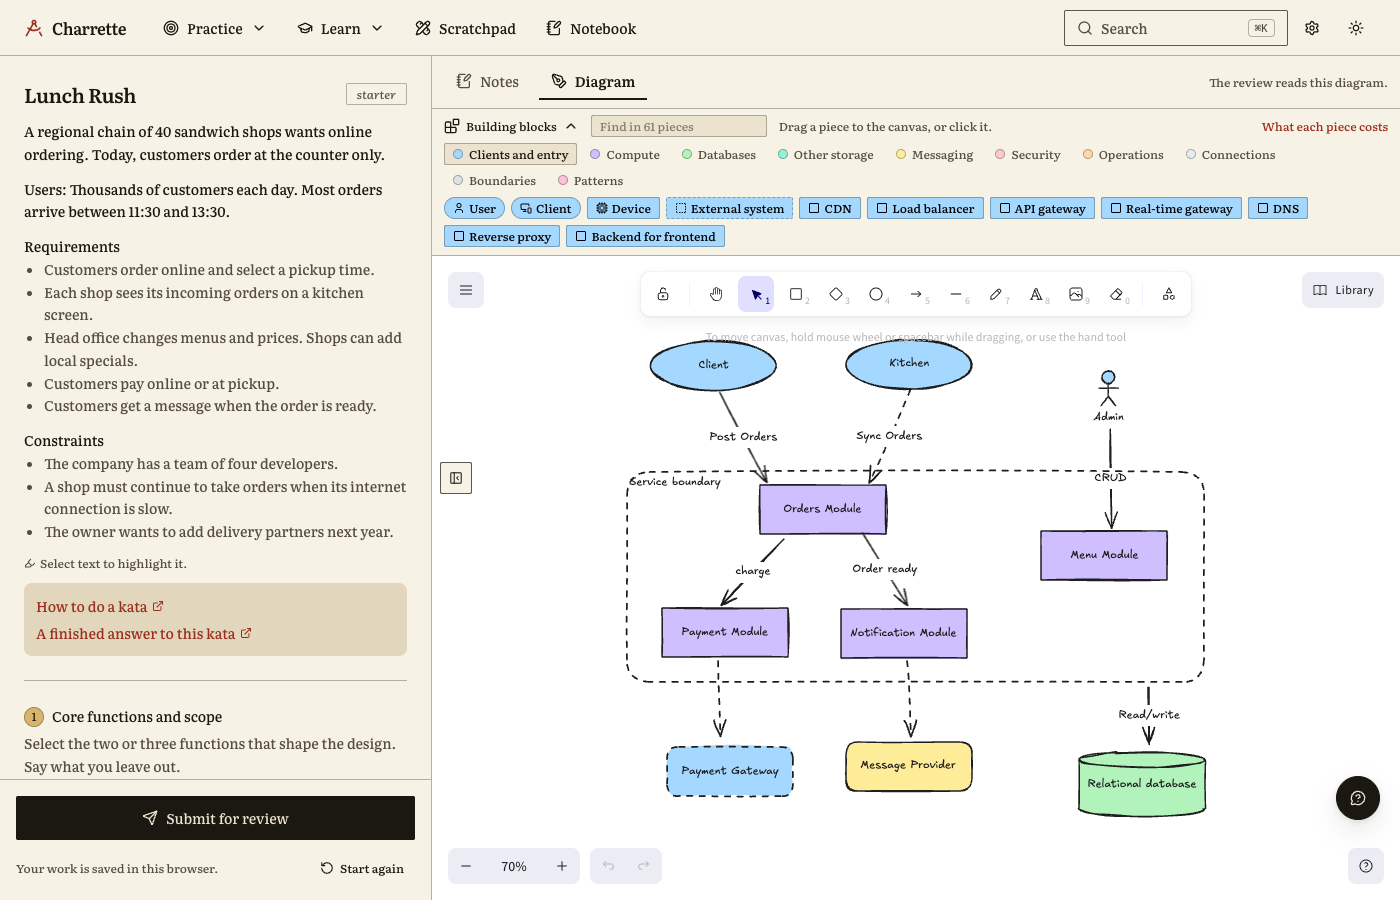 Charrette
Practice
Learn
Scratchpad
Notebook
Search
⌘K
Lunch Rush
starter
A regional chain of 40 sandwich shops wants online
ordering. Today, customers order at the counter only.
Users: Thousands of customers each day. Most orders
arrive between 11:30 and 13:30.
Requirements
• Customers order online and select a pickup time.
• Each shop sees its incoming orders on a kitchen
screen.
• Head office changes menus and prices. Shops can add
local specials.
• Customers pay online or at pickup.
• Customers get a message when the order is ready.
Constraints
• The company has a team of four developers.
• A shop must continue to take orders when its internet
connection is slow.
• The owner wants to add delivery partners next year.
Select text to highlight it.
How to do a kata
A finished answer to this kata
1 Core functions and scope
Select the two or three functions that shape the design.
Say what you leave out.
Submit for review
Your work is saved in this browser.
Start again
Notes
Diagram
The review reads this diagram.
Building blocks
Find in 61 pieces
Drag a piece to the canvas, or click it.
What each piece costs
Clients and entry
Compute
Databases
Other storage
Messaging
Security
Operations
Connections
Boundaries
Patterns
User
Client
Device
External system
CDN
Load balancer
API gateway
Real-time gateway
DNS
Reverse proxy
Backend for frontend
1
2
3
4
5
6
7
8
9
0
Library
To move canvas, hold mouse wheel or spacebar while dragging, or use the hand tool
Client
Kitchen
Admin
Post Orders
Sync Orders
CRUD
Service boundary
Orders Module
Menu Module
charge
Order ready
Payment Module
Notification Module
Read/write
Payment Gateway
Message Provider
Relational database
70%